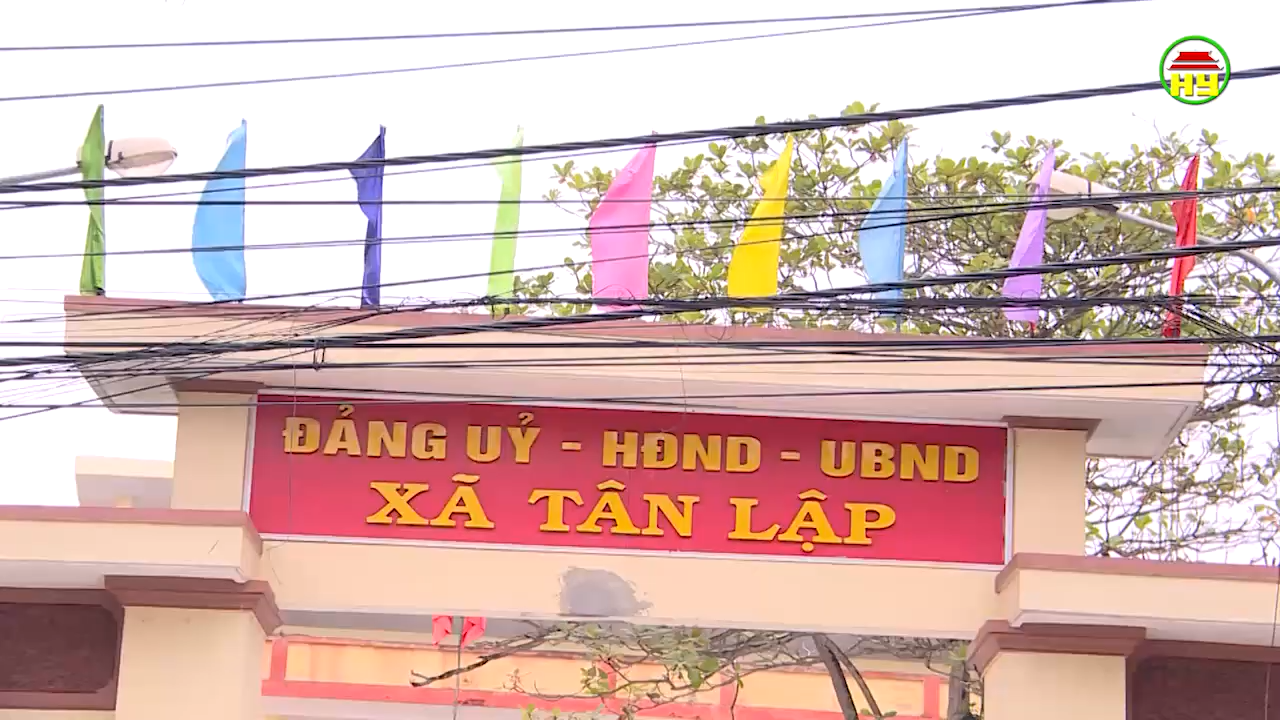 HY
ĐẢNG UỶ - HĐND - UBND
XÃ TÂN LẬP